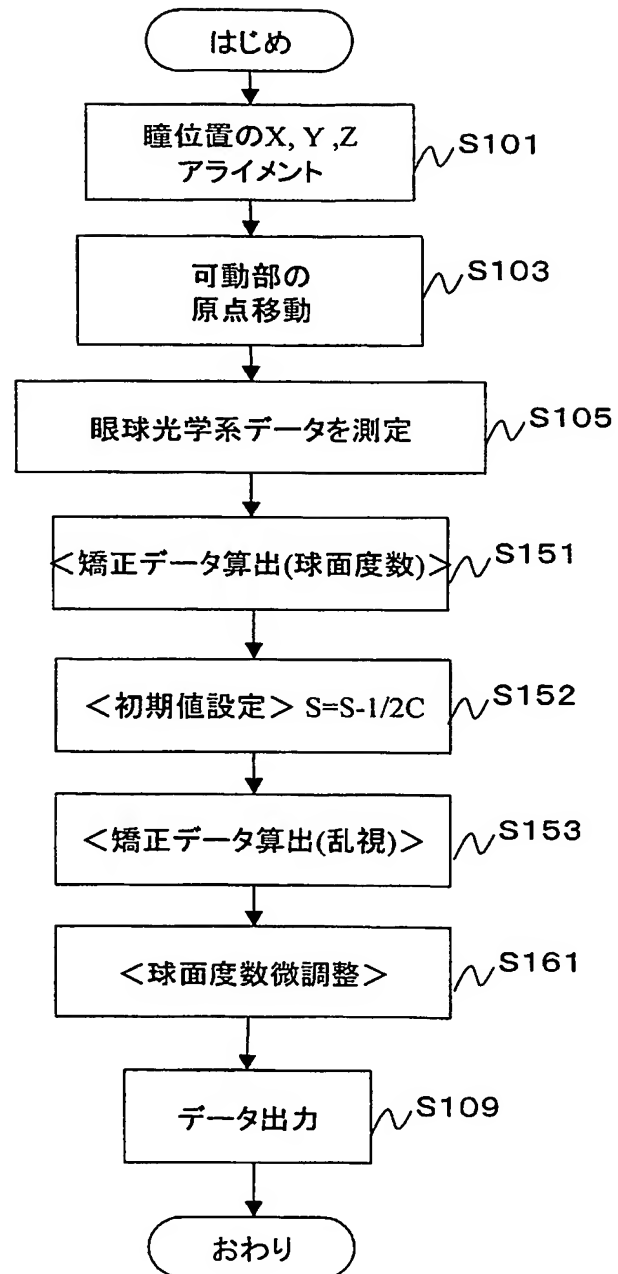 はじめ
瞳位置のX, Y ,Z
アライメント
S101
可動部の
原点移動
S103
眼球光学系データを測定
S105
<矯正データ算出(球面度数)>
S151
<初期値設定> S=S-1/2C
S152
<矯正データ算出(乱視)>
S153
<球面度数微調整>
S161
データ出力
S109
おわり